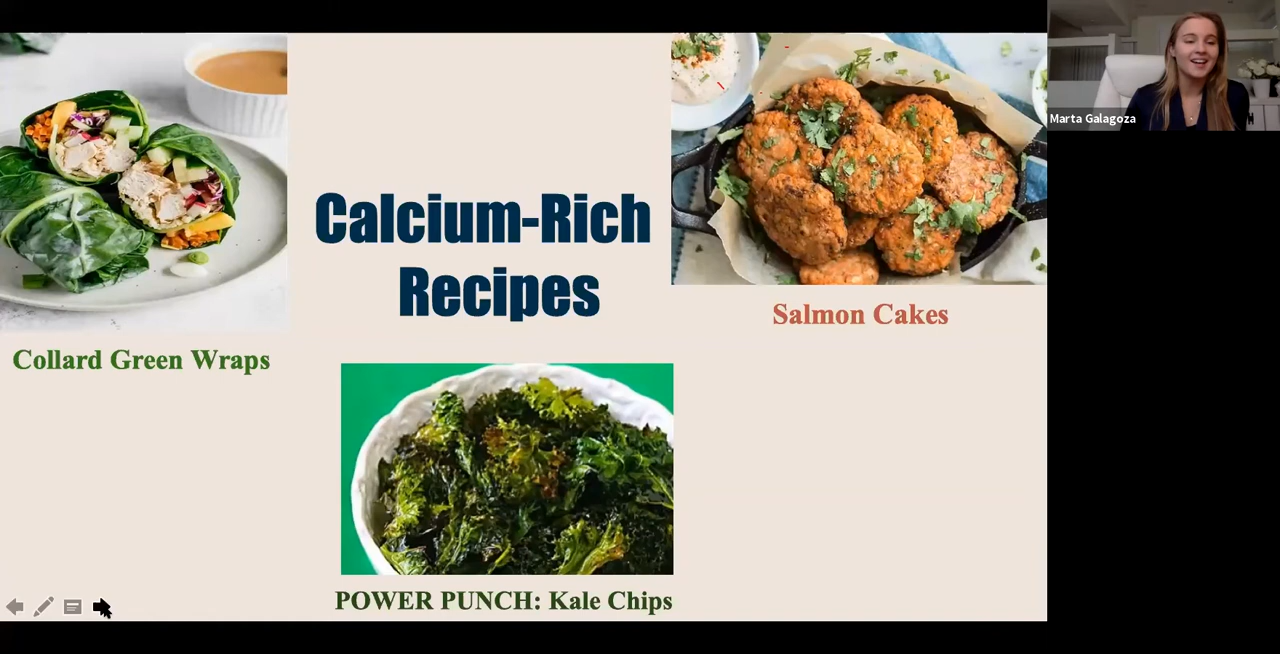 Marta Galagoza
Calcium-Rich
Recipes
Salmon Cakes
Collard Green Wraps
POWER PUNCH: Kale Chips